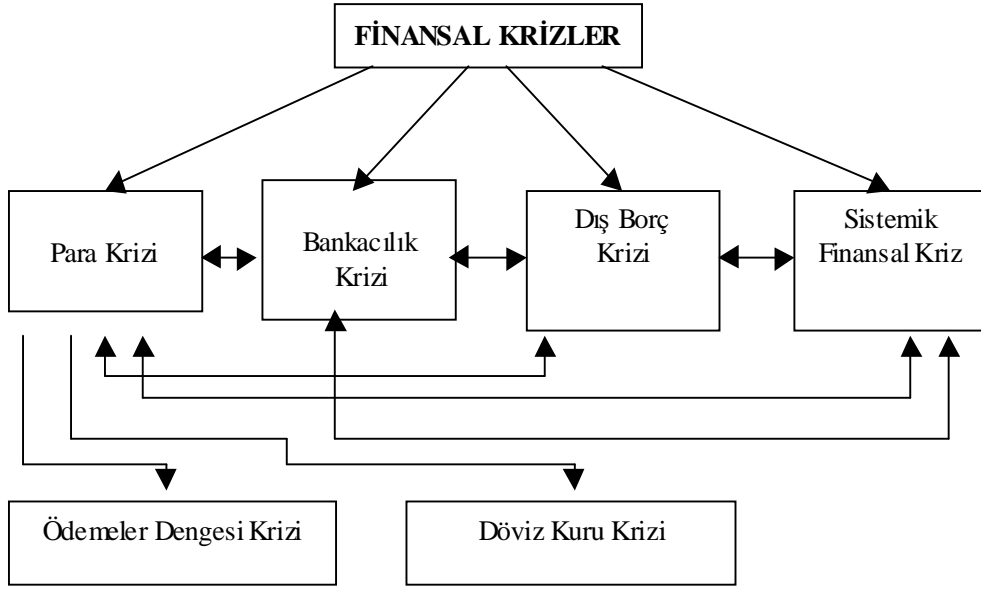 FİNANSAL KRİZLER
Para Krizi
Bankacılık
Krizi
Dış Borç
Krizi
Sistemik
Finansal Kriz
Ödemeler Dengesi Krizi
Döviz Kuru Krizi